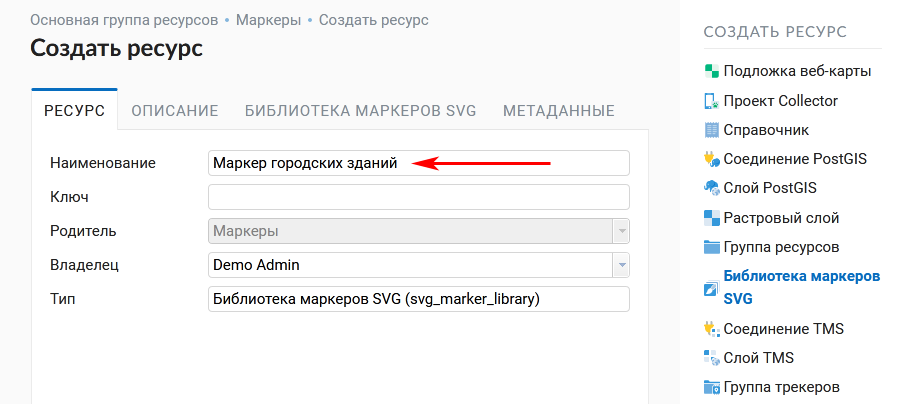 Основная группа ресурсов • Маркеры • Создать ресурс
Создать ресурс
РЕСУРС ОПИСАНИЕ БИБЛИОТЕКА МАРКЕРОВ SVG МЕТАДАННЫЕ
Наименование Маркер городских зданий
Ключ
Родитель Маркеры
Владелец Demo Admin
Тип Библиотека маркеров SVG (svg_marker_library)
СОЗДАТЬ РЕСУРС
Подложка веб-карты
Проект Collector
Справочник
Соединение PostGIS
Слой PostGIS
Растровый слой
Группа ресурсов
Библиотека маркеров
SVG
Соединение TMS
Слой TMS
Группа трекеров